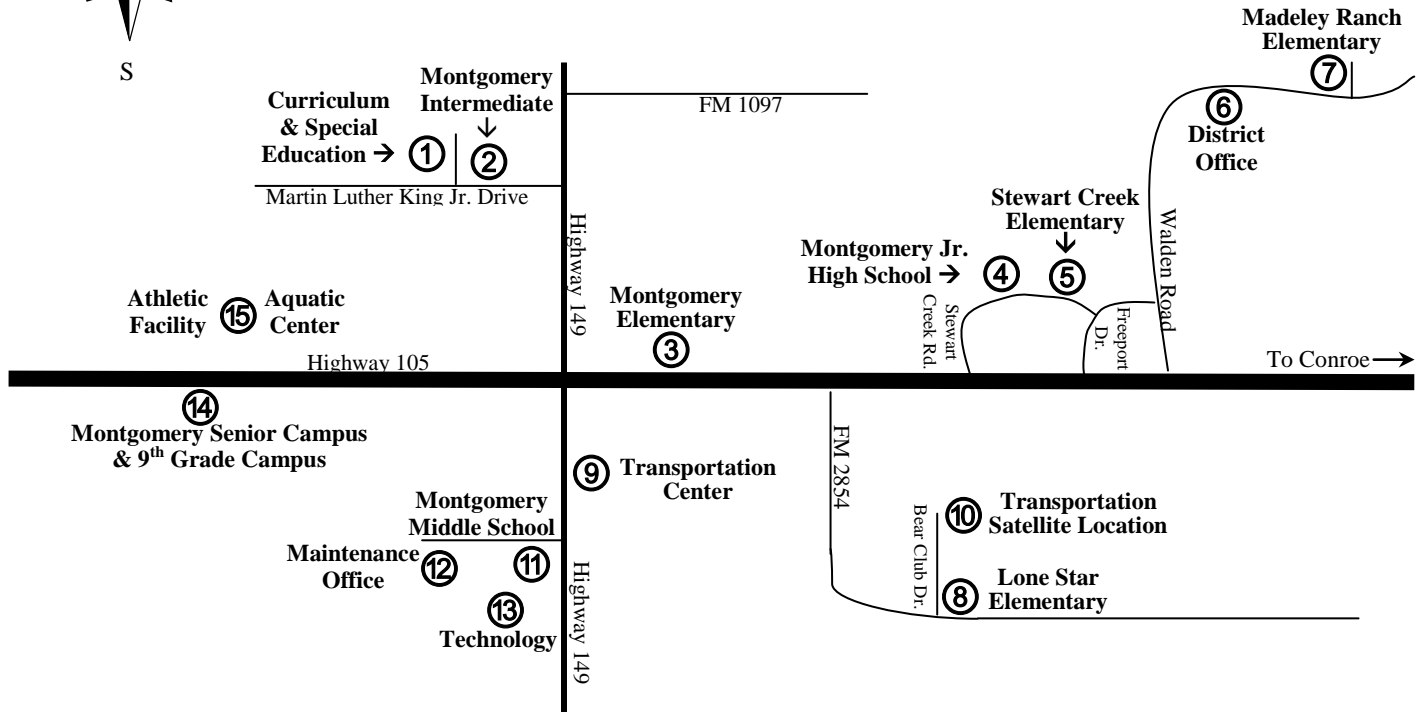 S
Madeley Ranch
Elementary
7
Montgomery
Intermediate
2
Curriculum
& Special
Education →
1
FM 1097
6
District
Office
Martin Luther King Jr. Drive
Stewart Creek
Elementary
5
Montgomery Jr.
High School →
4
Walden Road
Highway 149
Athletic
Facility
15
Aquatic
Center
Montgomery
Elementary
3
Stewart
Creek Rd.
Freeport
Dr.
Highway 105
To Conroe
14
Montgomery Senior Campus
& 9th Grade Campus
9
Transportation
Center
FM 2854
Montgomery
Middle School
11
Maintenance
Office
12
13
Technology
Highway 149
Bear Club Dr.
10
Transportation
Satellite Location
8
Lone Star
Elementary